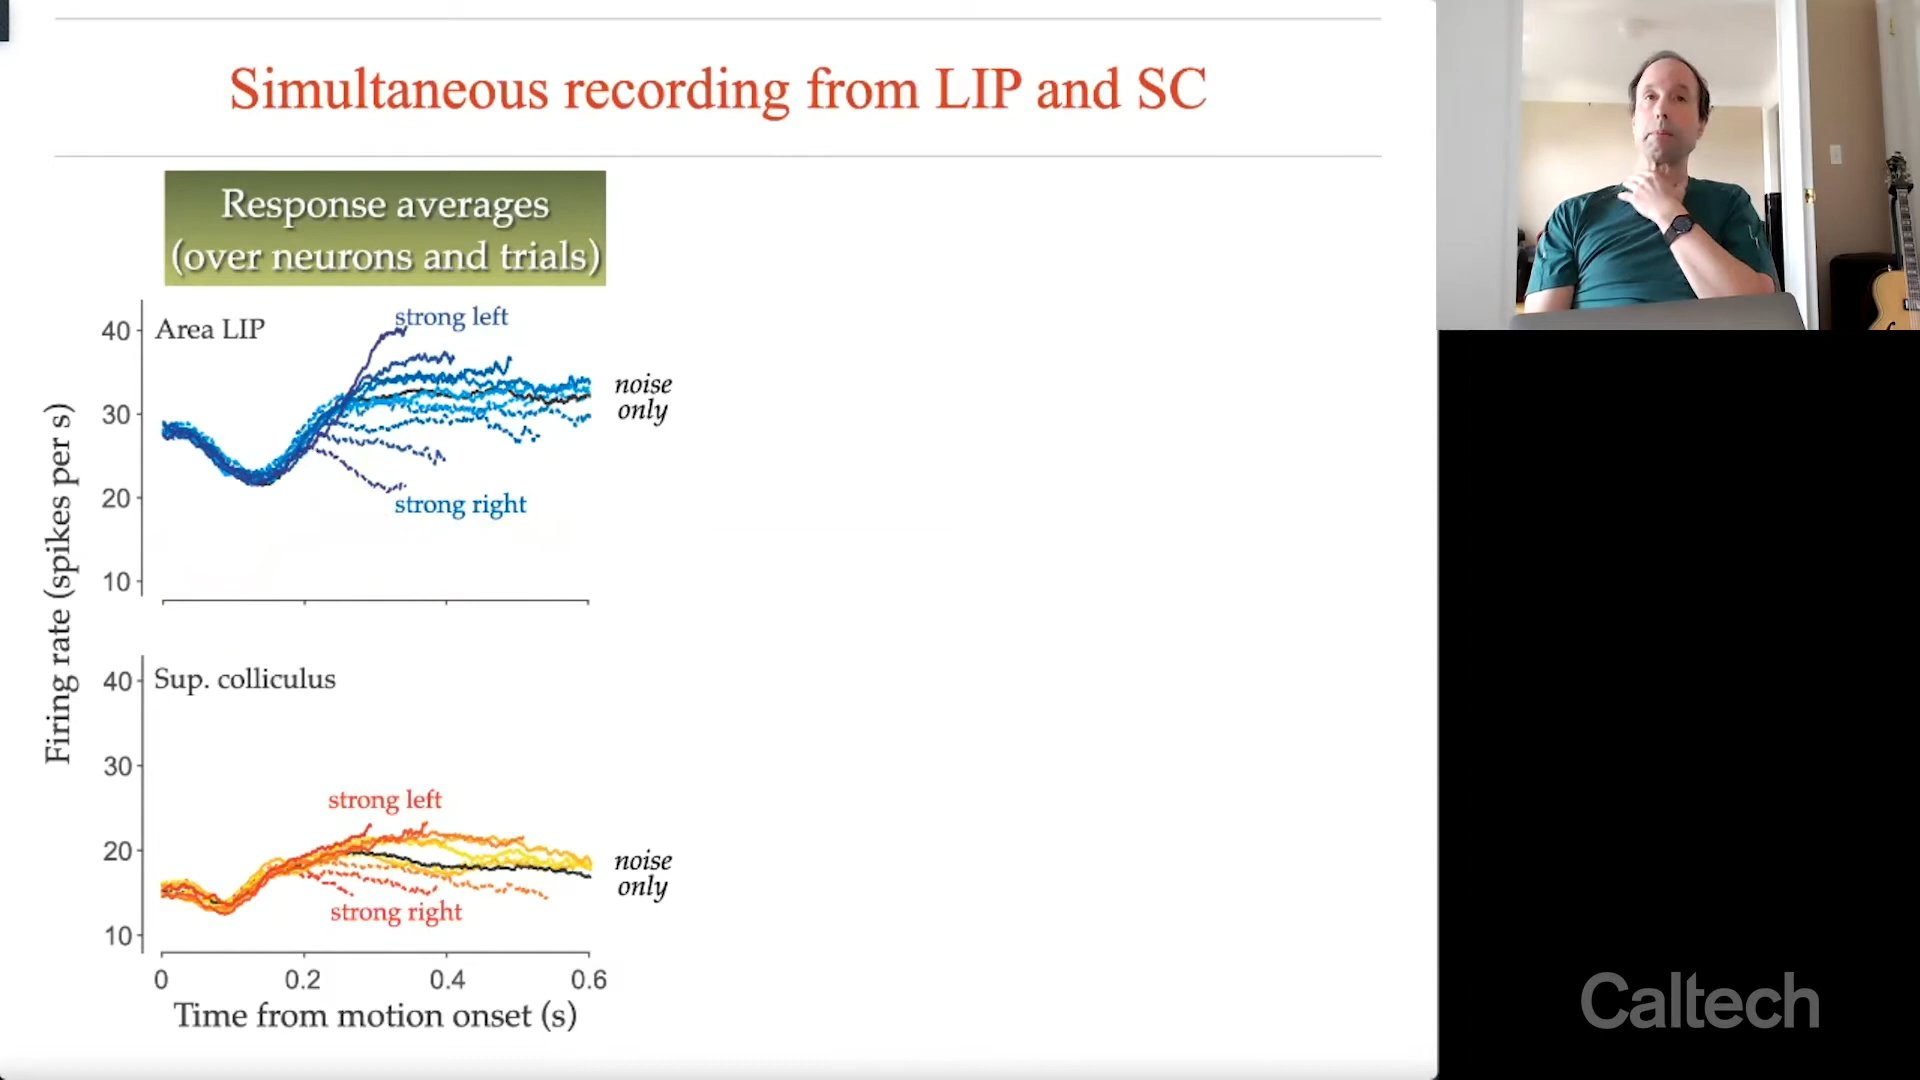 Simultaneous recording from LIP and SC
Response averages
(over neurons and trials)
Firing rate (spikes per s)
Area LIP
40
30
20
10
strong left
noise
only
strong right
Sup. colliculus
40
30
20
10
strong left
noise
only
strong right
0 0.2 0.4 0.6
Time from motion onset (s)
Caltech